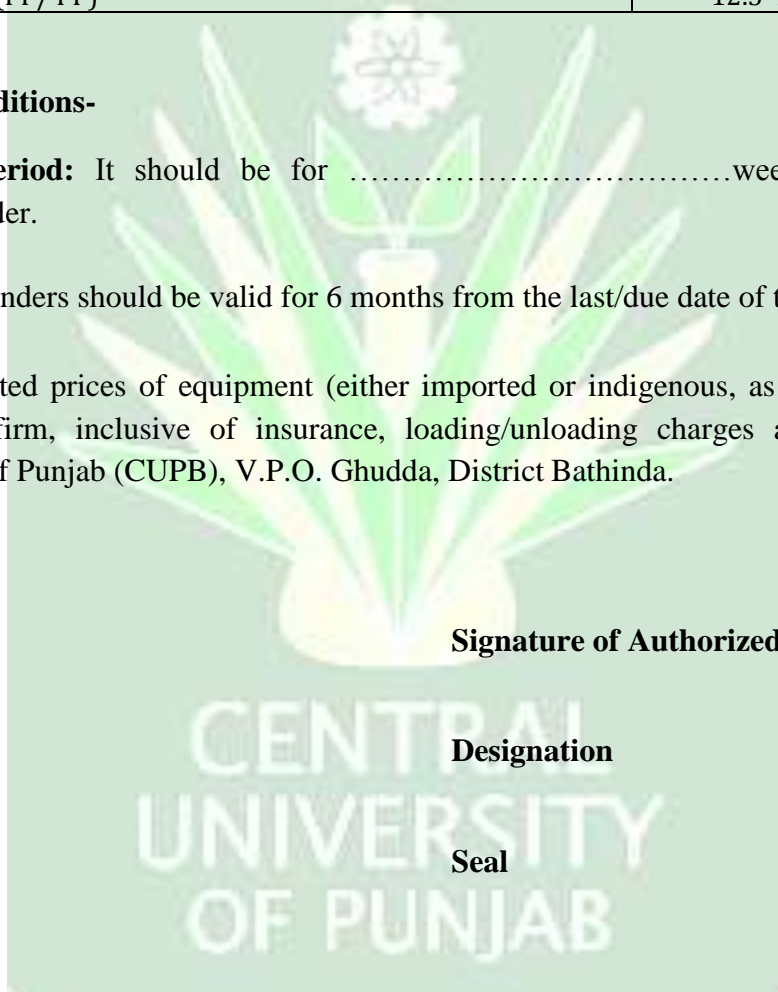 ditions-
eriod: It should be for ……………………………… wee
der.
nders should be valid for 6 months from the last/due date of t
ted prices of equipment (either imported or indigenous, as
firm, inclusive of insurance, loading/unloading charges a
f Punjab (CUPB), V.P.O. Ghudda, District Bathinda.
Signature of Authorized
Designation
Seal
CENTRAL
UNIVERSITY
OF PUNJAB